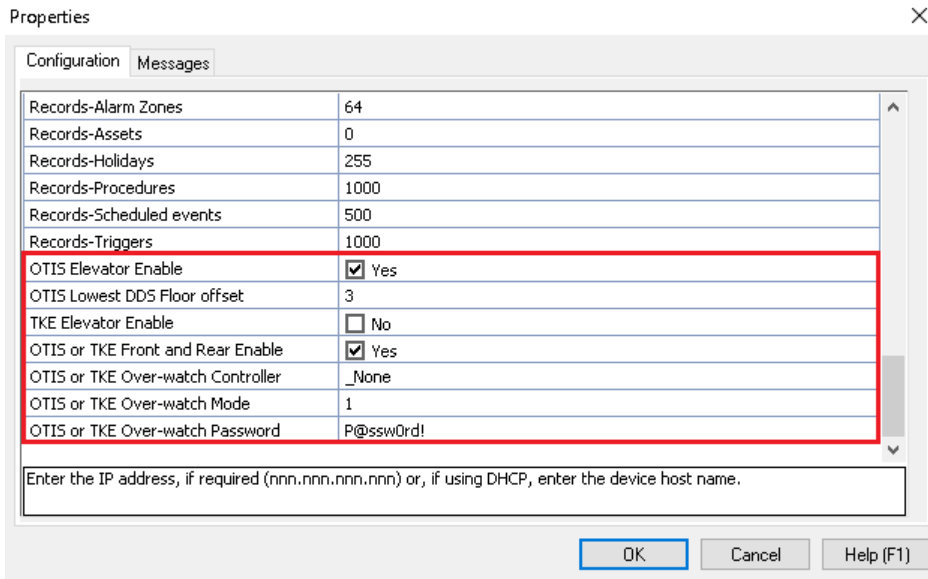 Properties
Configuration Messages
Records-Alarm Zones 64
Records-Assets 0
Records-Holidays 255
Records-Procedures 1000
Records-Scheduled events 500
Records-Triggers 1000
OTIS Elevator Enable Yes
OTIS Lowest DDS Floor offset 3
TKE Elevator Enable No
OTIS or TKE Front and Rear Enable Yes
OTIS or TKE Over-watch Controller _None
OTIS or TKE Over-watch Mode 1
OTIS or TKE Over-watch Password P@ssw0rd!
Enter the IP address, if required (nnn.nnn.nnn.nnn) or, if using DHCP, enter the device host name.
OK Cancel Help (F1)